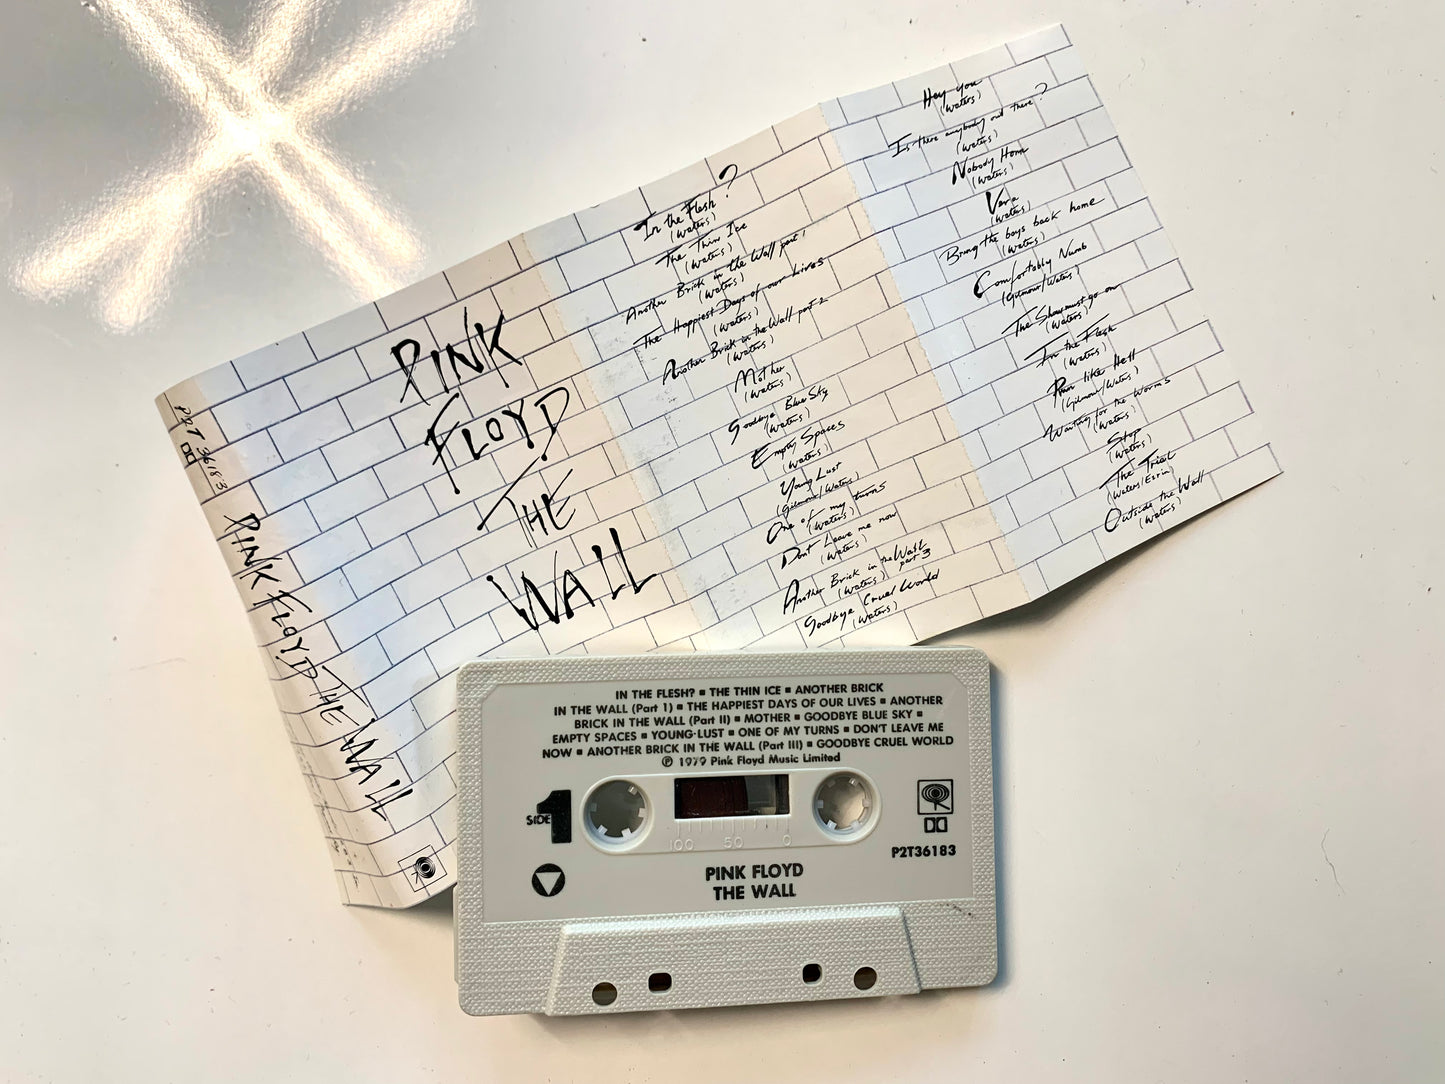 PINK
FLOYD
THE
WALL
PINK FLOYD THE WALL
In the Flesh?
(Waters)
The Thin Ice
(Waters)
Another Brick in the Wall part 1
(Waters)
The Happiest Days of our Lives
(Waters)
Another Brick in the Wall part 2
(Waters)
Mother
(Waters)
Goodbye Blue Sky
(Waters)
Empty Spaces
(Waters)
Young Lust
(Gilmour/Waters)
One of my turns
(Waters)
Dont Leave me now
(Waters)
Another Brick in the Wall
part 3
(Waters)
Goodbye Cruel World
(Waters)
Hey you
(Waters)
Is there anybody out there?
(Waters)
Nobody Home
(Waters)
Vera
(Waters)
Bring the boys back home
(Waters)
Comfortably Numb
(Gilmour/Waters)
The Show must go on
(Waters)
In the Flesh
(Waters)
Run like Hell
(Gilmour/Waters)
Waiting for the Worms
(Waters)
Stop
(Waters)
The Trial
(Waters/Ezrin)
Outside the Wall
(Waters)
IN THE FLESH? ■ THE THIN ICE ■ ANOTHER BRICK
IN THE WALL (Part 1) ■ THE HAPPIEST DAYS OF OUR LIVES ■ ANOTHER
BRICK IN THE WALL (Part II) ■ MOTHER ■ GOODBYE BLUE SKY ■
EMPTY SPACES ■ YOUNG-LUST ■ ONE OF MY TURNS ■ DON'T LEAVE ME
NOW ■ ANOTHER BRICK IN THE WALL (Part III) ■ GOODBYE CRUEL WORLD
℗ 1979 Pink Floyd Music Limited
SIDE 1
100 50 0
P2T36183
PINK FLOYD
THE WALL